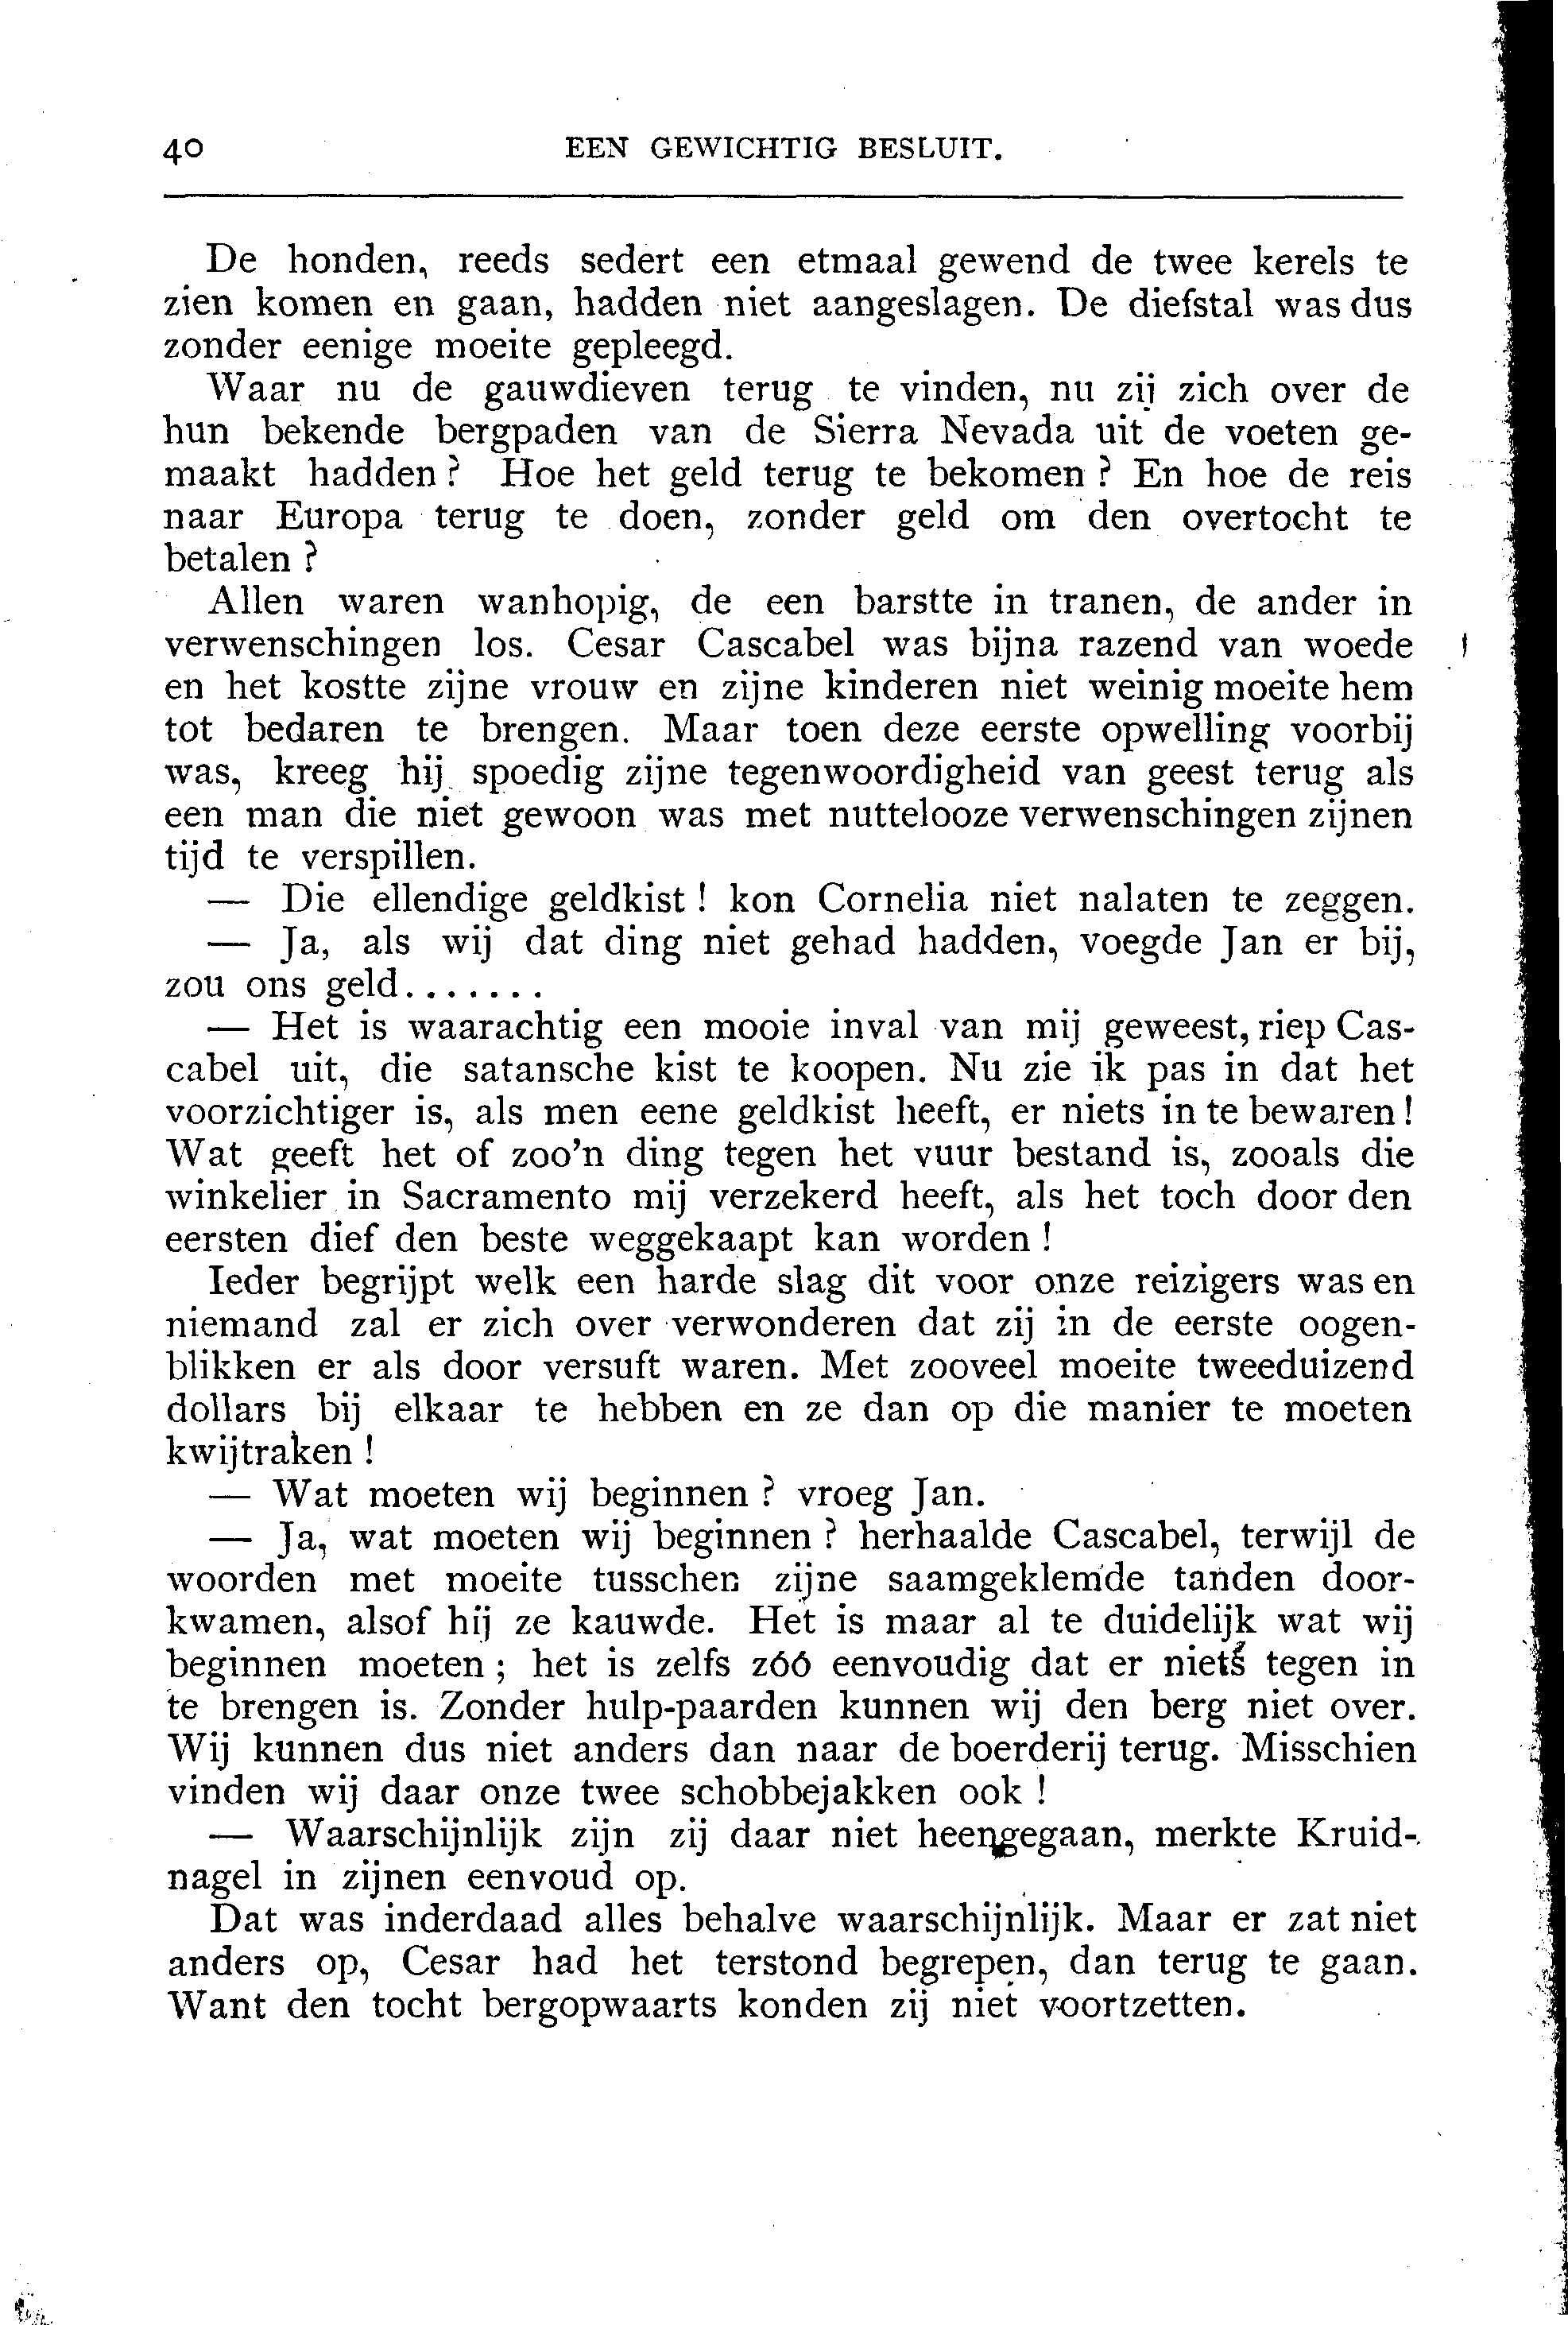 40 EEN GEWICHTIG BESLUIT.
De honden, reeds sedert een etmaal gewend de twee kerels te
zien komen en gaan, hadden niet aangeslagen. De diefstal was dus
zonder eenige moeite gepleegd.
Waar nu de gauwdieven terug te vinden, nu zij zich over de
hun bekende bergpaden van de Sierra Nevada uit de voeten ge-
maakt hadden? Hoe het geld terug te bekomen? En hoe de reis
naar Europa terug te doen, zonder geld om den overtocht te
betalen?
Allen waren wanhopig, de een barstte in tranen, de ander in
verwenschingen los. Cesar Cascabel was bijna razend van woede
en het kostte zijne vrouw en zijne kinderen niet weinig moeite hem
tot bedaren te brengen. Maar toen deze eerste opwelling voorbij
was, kreeg hij spoedig zijne tegenwoordigheid van geest terug als
een man die niet gewoon was met nuttelooze verwenschingen zijnen
tijd te verspillen.
— Die ellendige geldkist! kon Cornelia niet nalaten te zeggen.
— Ja, als wij dat ding niet gehad hadden, voegde Jan er bij,
zou ons geld.......
— Het is waarachtig een mooie inval van mij geweest, riep Cas-
cabel uit, die satansche kist te koopen. Nu zie ik pas in dat het
voorzichtiger is, als men eene geldkist heeft, er niets in te bewaren!
Wat geeft het of zoo'n ding tegen het vuur bestand is, zooals die
winkelier in Sacramento mij verzekerd heeft, als het toch door den
eersten dief den beste weggekaapt kan worden!
Ieder begrijpt welk een harde slag dit voor onze reizigers was en
niemand zal er zich over verwonderen dat zij in de eerste oogen-
blikken er als door versuft waren. Met zooveel moeite tweeduizend
dollars bij elkaar te hebben en ze dan op die manier te moeten
kwijtraken!
— Wat moeten wij beginnen? vroeg Jan.
— Ja, wat moeten wij beginnen? herhaalde Cascabel, terwijl de
woorden met moeite tusschen zijne saamgeklemde tanden door-
kwamen, alsof hij ze kauwde. Het is maar al te duidelijk wat wij
beginnen moeten; het is zelfs zóó eenvoudig dat er niets tegen in
te brengen is. Zonder hulp-paarden kunnen wij den berg niet over.
Wij kunnen dus niet anders dan naar de boerderij terug. Misschien
vinden wij daar onze twee schobbejakken ook!
— Waarschijnlijk zijn zij daar niet heengegaan, merkte Kruid-
nagel in zijnen eenvoud op.
Dat was inderdaad alles behalve waarschijnlijk. Maar er zat niet
anders op, Cesar had het terstond begrepen, dan terug te gaan.
Want den tocht bergopwaarts konden zij niet voortzetten.